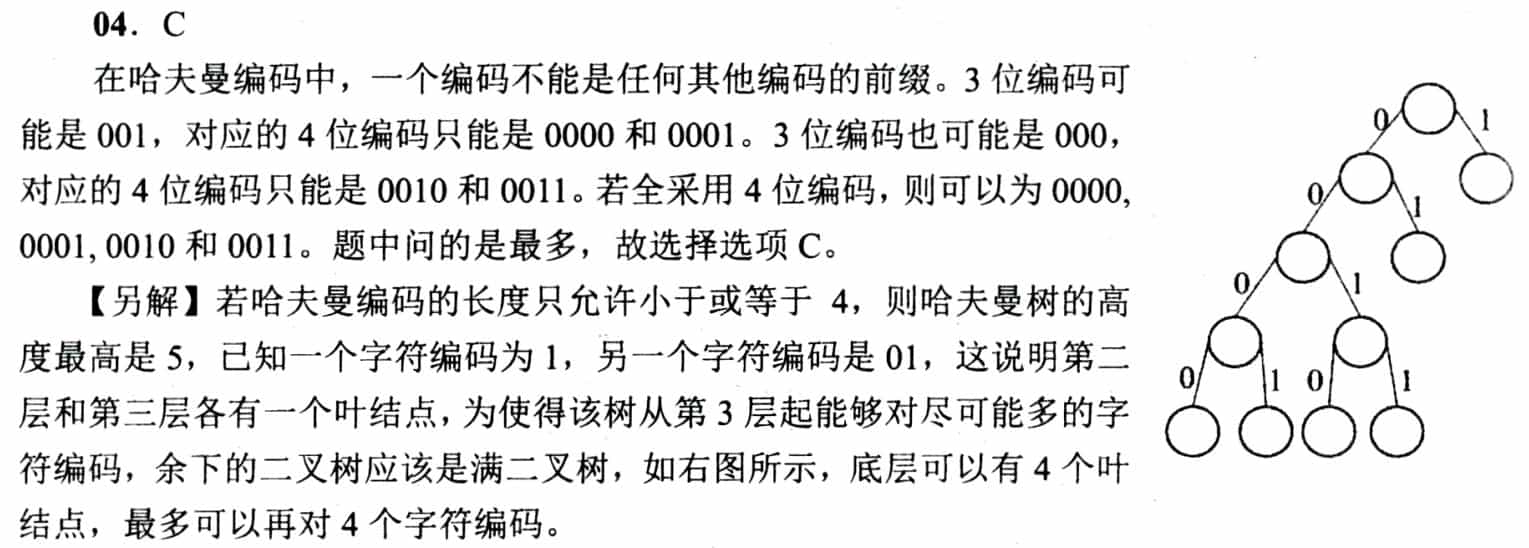 04. C
在哈夫曼编码中，一个编码不能是任何其他编码的前缀。3 位编码可
能是 001，对应的 4 位编码只能是 0000 和 0001。3 位编码也可能是 000，
对应的 4 位编码只能是 0010 和 0011。若全采用 4 位编码，则可以为 0000,
0001, 0010 和 0011。题中问的是最多，故选择选项 C。
【另解】若哈夫曼编码的长度只允许小于或等于 4，则哈夫曼树的高
度最高是 5，已知一个字符编码为 1，另一个字符编码是 01，这说明第二
层和第三层各有一个叶结点，为使得该树从第 3 层起能够对尽可能多的字
符编码，余下的二叉树应该是满二叉树，如右图所示，底层可以有 4 个叶
结点，最多可以再对 4 个字符编码。
0 1
0 1
0 1
0 1 0 1